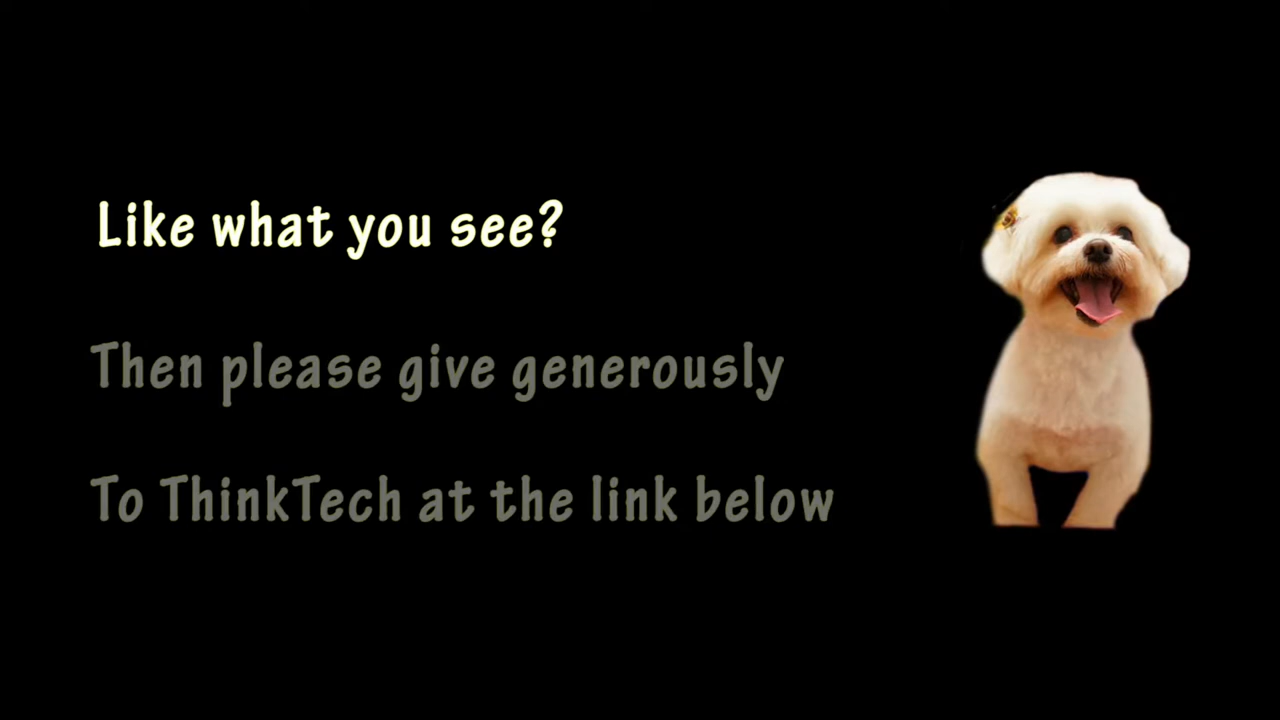 Like what you see?
Then please give generously
To ThinkTech at the link below